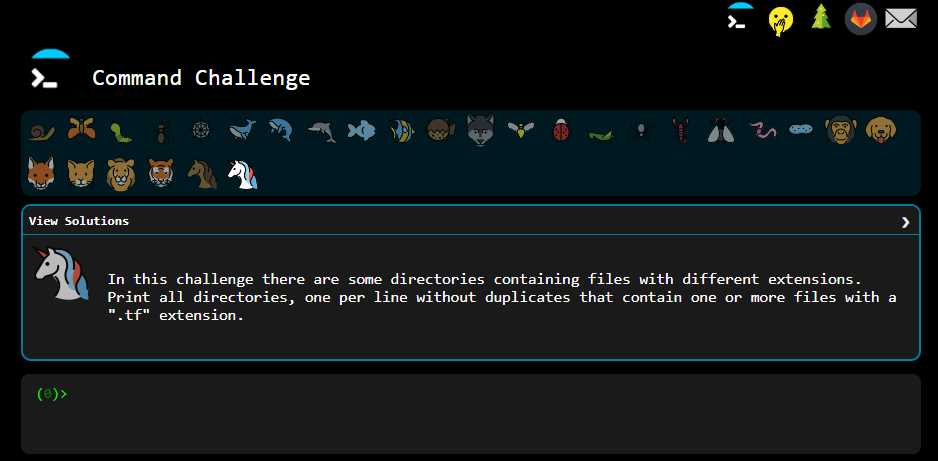 Command Challenge
View Solutions
In this challenge there are some directories containing files with different extensions.
Print all directories, one per line without duplicates that contain one or more files with a
".tf" extension.
(0)>